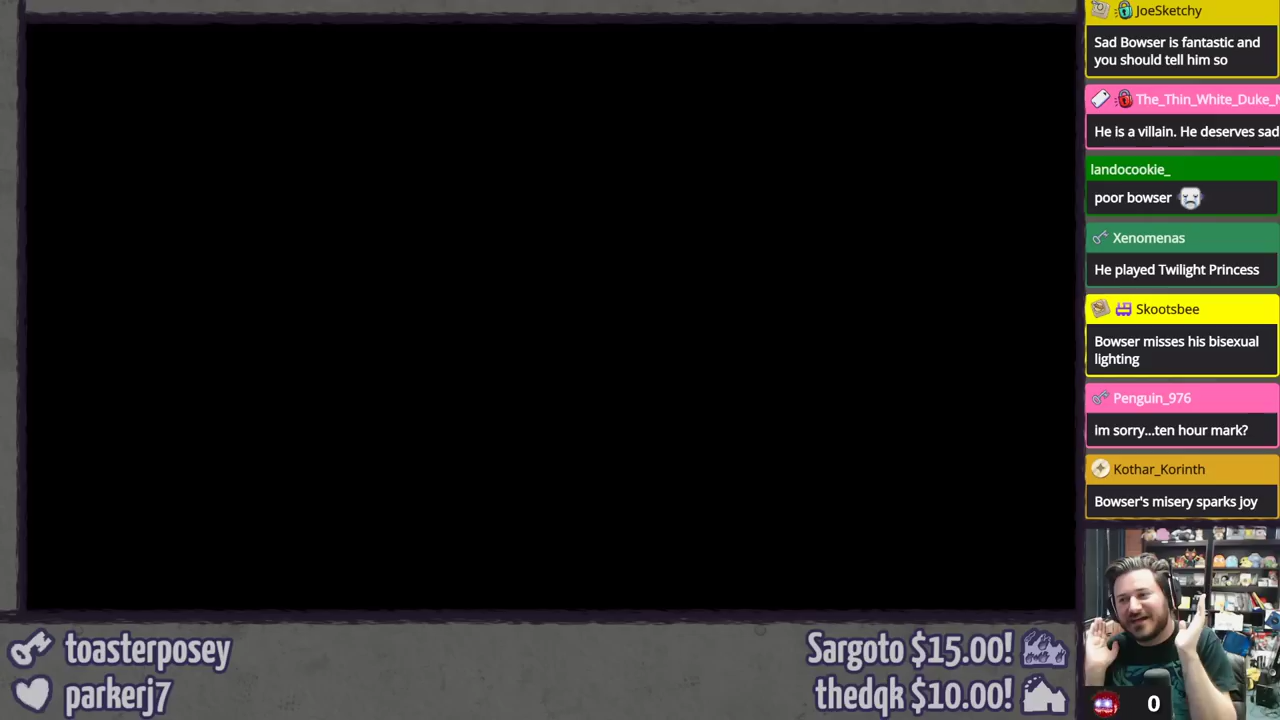 JoeSketchy
Sad Bowser is fantastic and
you should tell him so
The_Thin_White_Duke_
He is a villain. He deserves sad
landocookie_
poor bowser
Xenomenas
He played Twilight Princess
Skootsbee
Bowser misses his bisexual
lighting
Penguin_976
im sorry...ten hour mark?
Kothar_Korinth
Bowser's misery sparks joy
toasterposey
parkerj7
Sargoto $15.00!
thedqk $10.00!
0